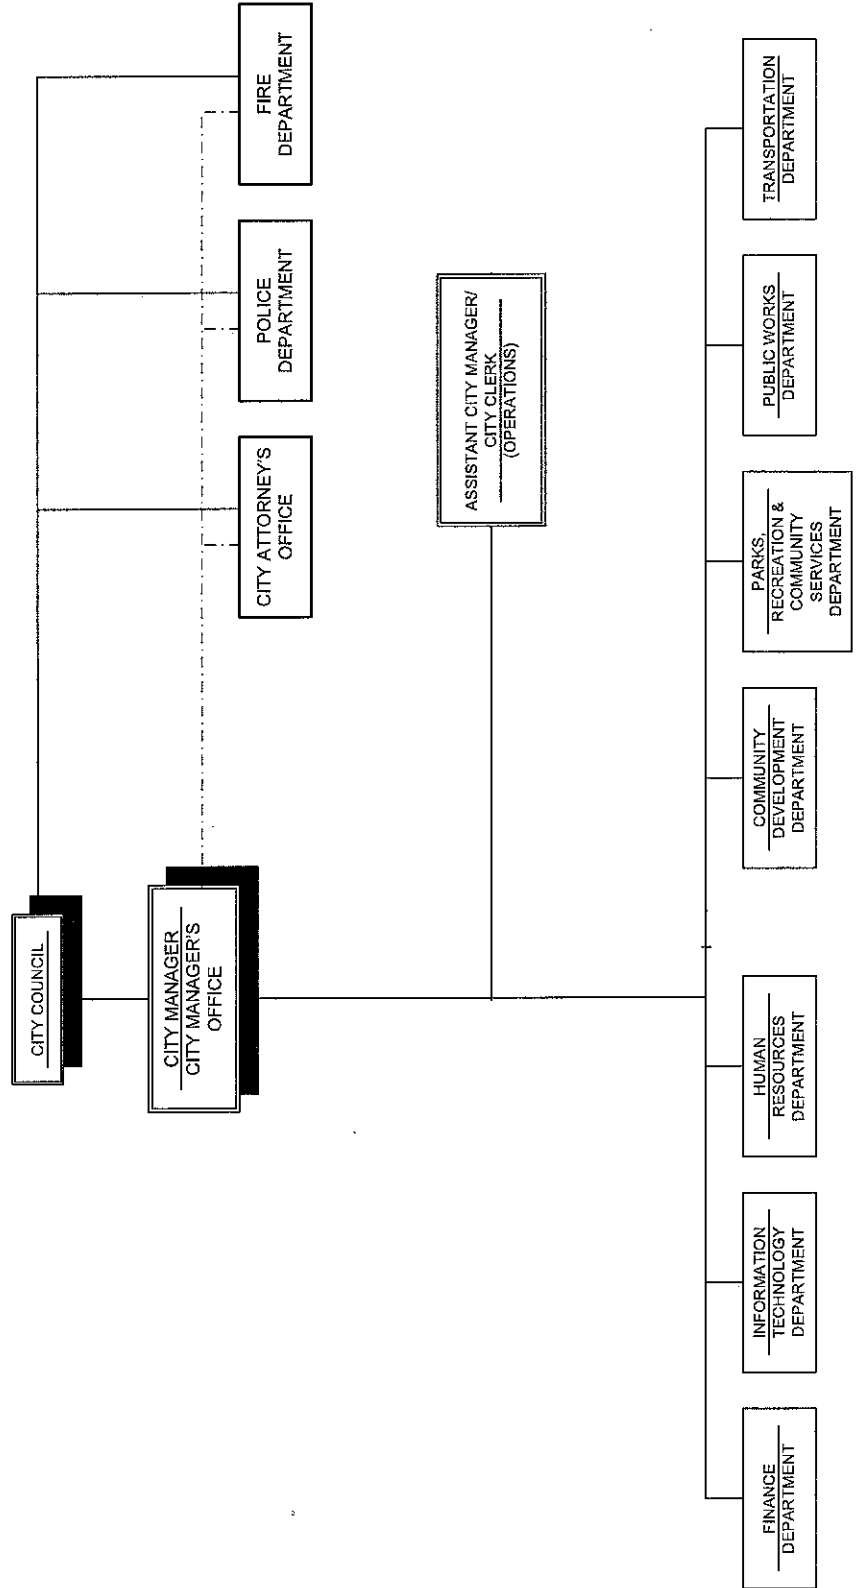 CITY COUNCIL
CITY MANAGER
CITY MANAGER'S
OFFICE
CITY ATTORNEY'S
OFFICE
POLICE
DEPARTMENT
FIRE
DEPARTMENT
ASSISTANT CITY MANAGER/
CITY CLERK
(OPERATIONS)
FINANCE
DEPARTMENT
INFORMATION
TECHNOLOGY
DEPARTMENT
HUMAN
RESOURCES
DEPARTMENT
COMMUNITY
DEVELOPMENT
DEPARTMENT
PARKS,
RECREATION &
COMMUNITY
SERVICES
DEPARTMENT
PUBLIC WORKS
DEPARTMENT
TRANSPORTATION
DEPARTMENT